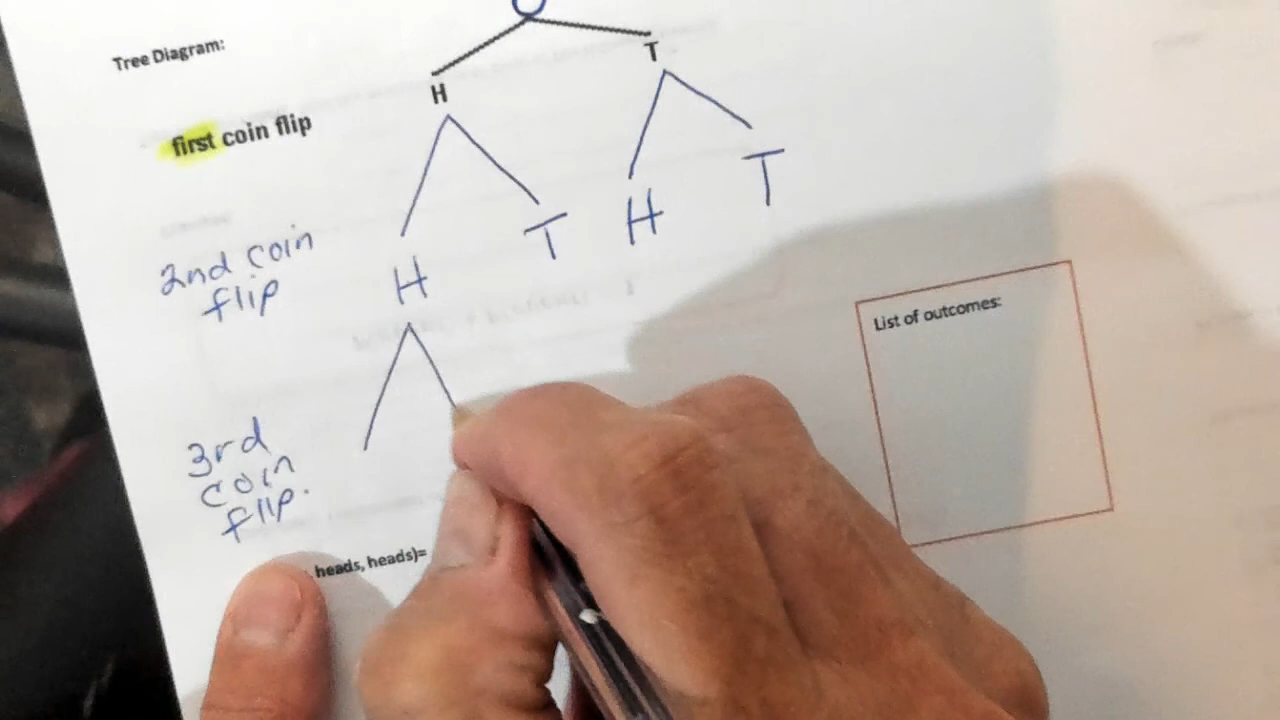 Tree Diagram:
T
H
first coin flip
T
H
T
H
2nd coin
flip
List of outcomes:
3rd
coin
flip.
heads, heads)=